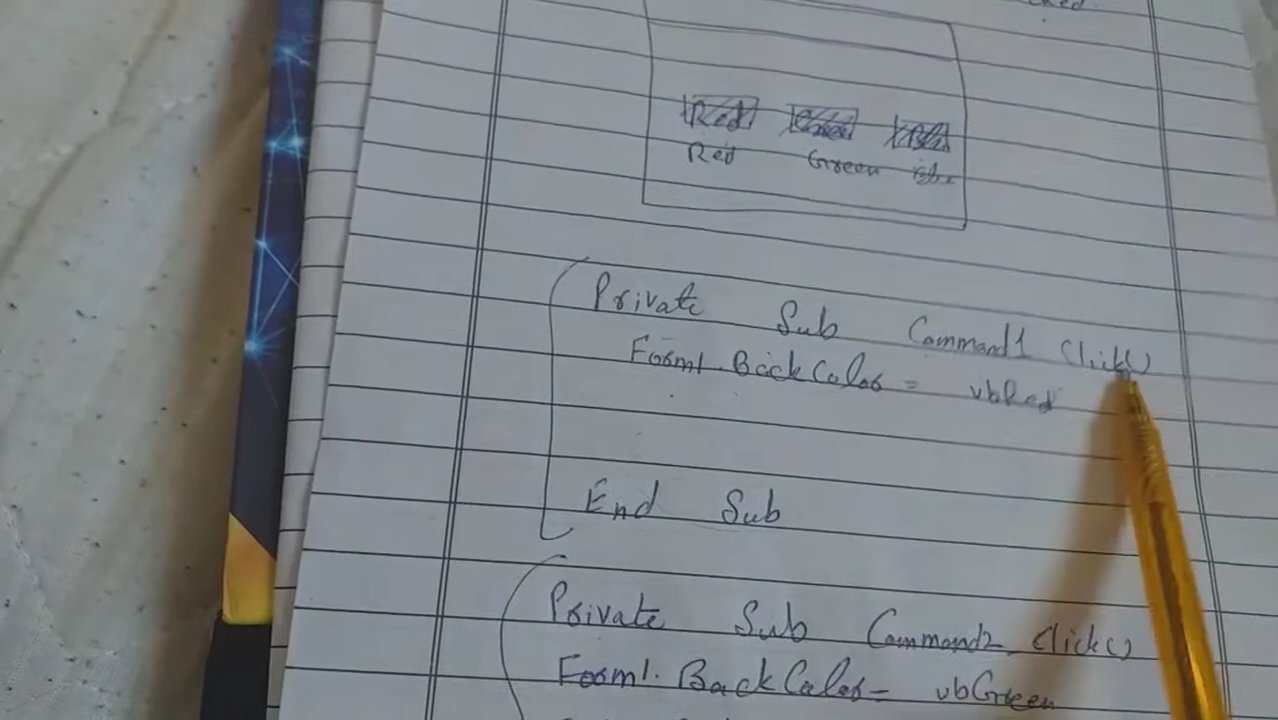 Red Green
Private Sub Command1 Click()
Form1.BackColor = vbRed
End Sub
Private Sub Command2 Click()
Form1.BackColor = vbGreen